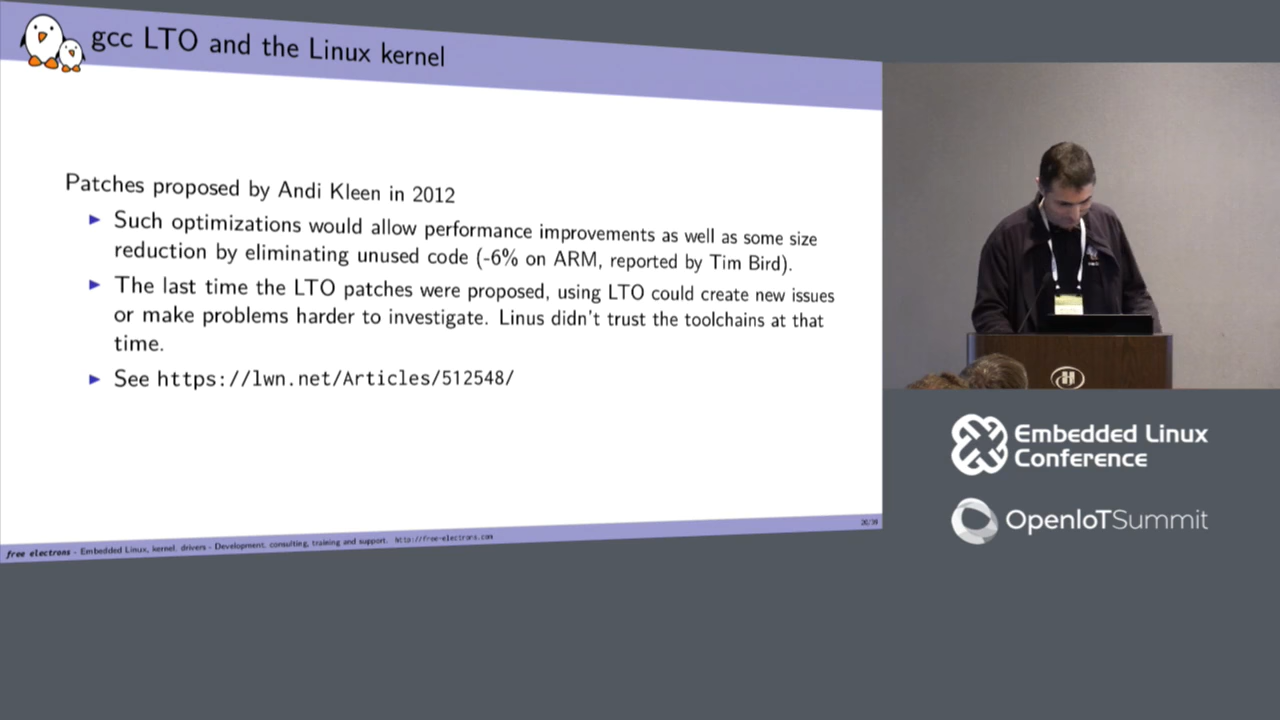 gcc LTO and the Linux kernel
Patches proposed by Andi Kleen in 2012
Such optimizations would allow performance improvements as well as some size
reduction by eliminating unused code (-6% on ARM, reported by Tim Bird).
The last time the LTO patches were proposed, using LTO could create new issues
or make problems harder to investigate. Linus didn't trust the toolchains at that
time.
See https://lwn.net/Articles/512548/
free electrons - Embedded Linux, kernel, drivers - Development, consulting, training and support. http://free-electrons.com
Embedded Linux
Conference
OpenIoTSummit